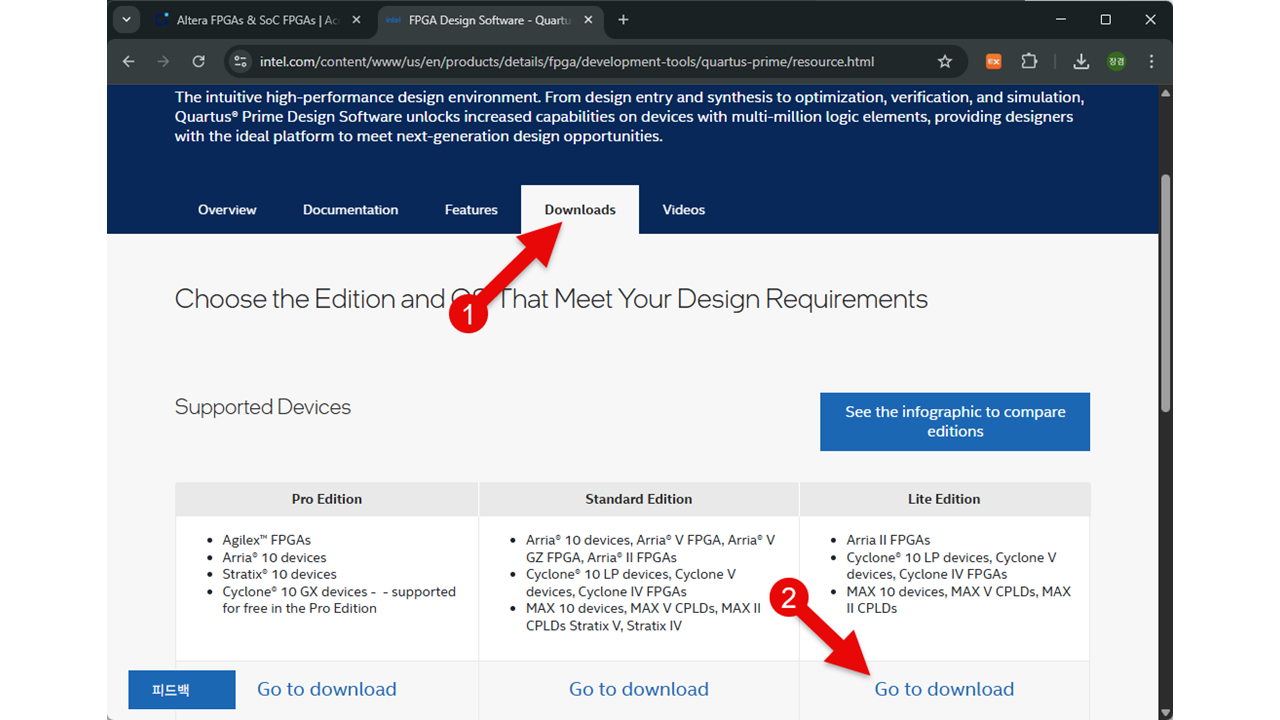 Altera FPGAs & SoC FPGAs | Ac
intel FPGA Design Software - Quartu
intel.com/content/www/us/en/products/details/fpga/development-tools/quartus-prime/resource.html
EX
장겸
The intuitive high-performance design environment. From design entry and synthesis to optimization, verification, and simulation,
Quartus® Prime Design Software unlocks increased capabilities on devices with multi-million logic elements, providing designers
with the ideal platform to meet next-generation design opportunities.
Overview Documentation Features Downloads Videos
Choose the Edition and That Meet Your Design Requirements
1
Supported Devices
See the infographic to compare
editions
Pro Edition
Agilex™ FPGAs
Arria® 10 devices
Stratix® 10 devices
Cyclone® 10 GX devices - - supported
for free in the Pro Edition
Go to download
Standard Edition
Arria® 10 devices, Arria® V FPGA, Arria® V
GZ FPGA, Arria® II FPGAs
Cyclone® 10 LP devices, Cyclone V
devices, Cyclone IV FPGAs
MAX 10 devices, MAX V CPLDs, MAX II
CPLDs Stratix V, Stratix IV
Go to download
Lite Edition
Arria II FPGAs
Cyclone® 10 LP devices, Cyclone V
devices, Cyclone IV FPGAs
MAX 10 devices, MAX V CPLDs, MAX
II CPLDs
2
Go to download
피드백